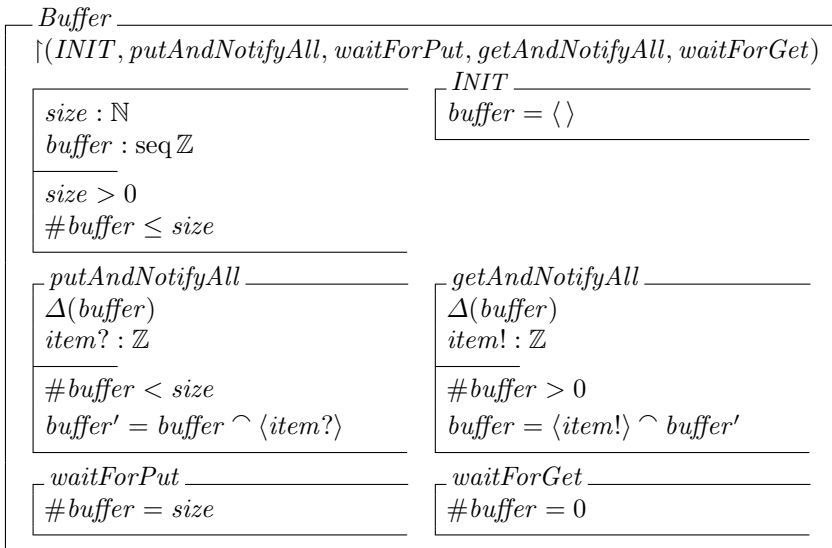 Buffer
↾(INIT, putAndNotifyAll, waitForPut, getAndNotifyAll, waitForGet)
size : ℕ
buffer : seq ℤ
size > 0
#buffer ≤ size
INIT
buffer = ⟨ ⟩
putAndNotifyAll
Δ(buffer)
item? : ℤ
#buffer < size
buffer′ = buffer ⌢ ⟨item?⟩
getAndNotifyAll
Δ(buffer)
item! : ℤ
#buffer > 0
buffer = ⟨item!⟩ ⌢ buffer′
waitForPut
#buffer = size
waitForGet
#buffer = 0